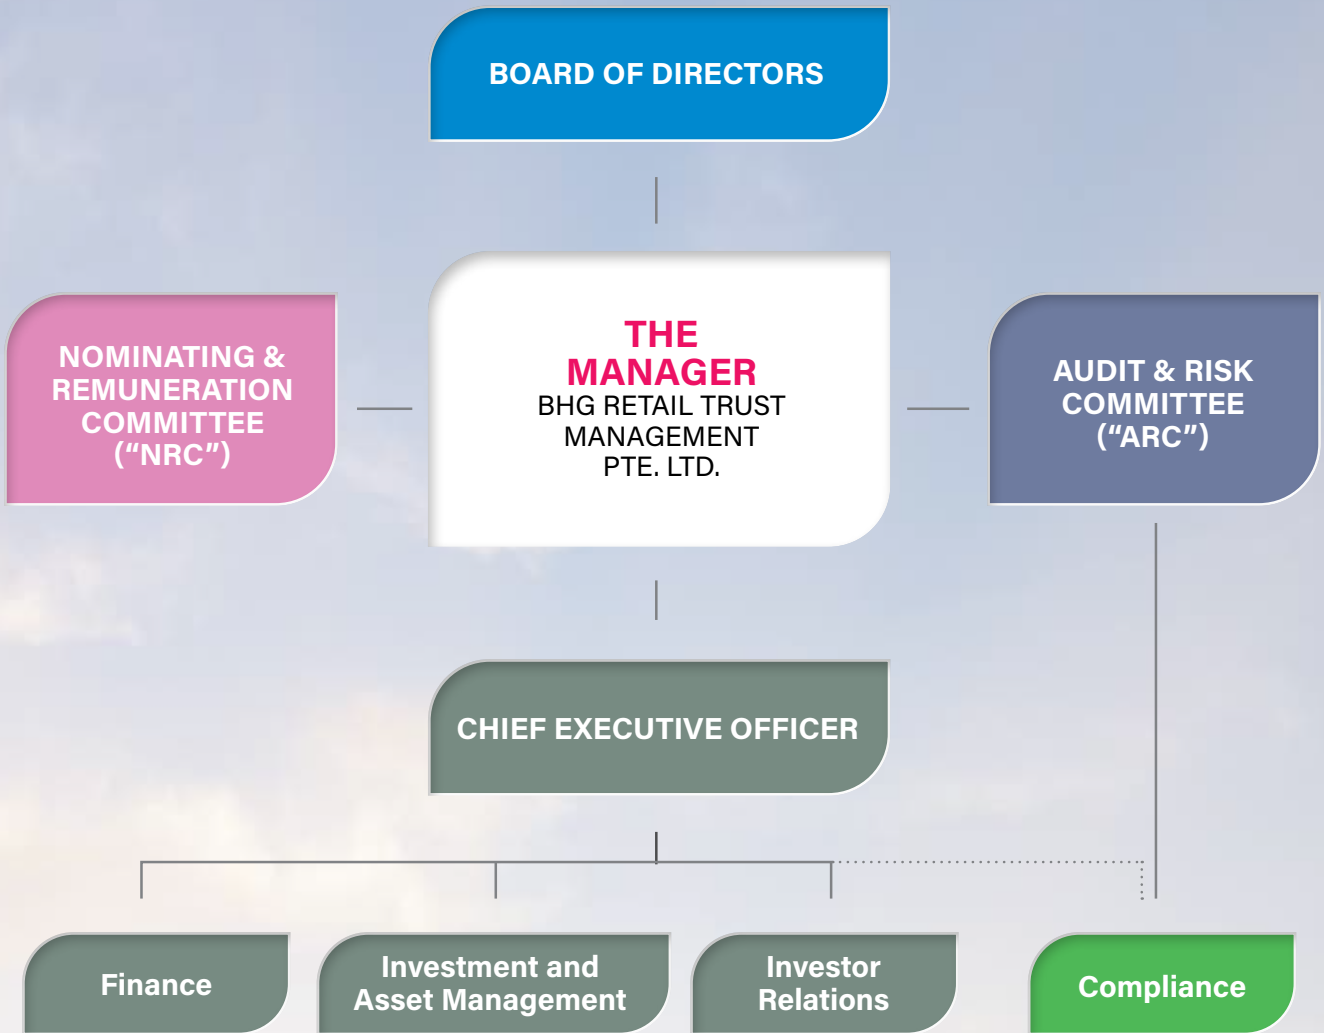 BOARD OF DIRECTORS
THE
MANAGER
BHG RETAIL TRUST
MANAGEMENT
PTE. LTD.
NOMINATING &
REMUNERATION
COMMITTEE
(“NRC”)
AUDIT & RISK
COMMITTEE
(“ARC”)
CHIEF EXECUTIVE OFFICER
Finance
Investment and
Asset Management
Investor
Relations
Compliance